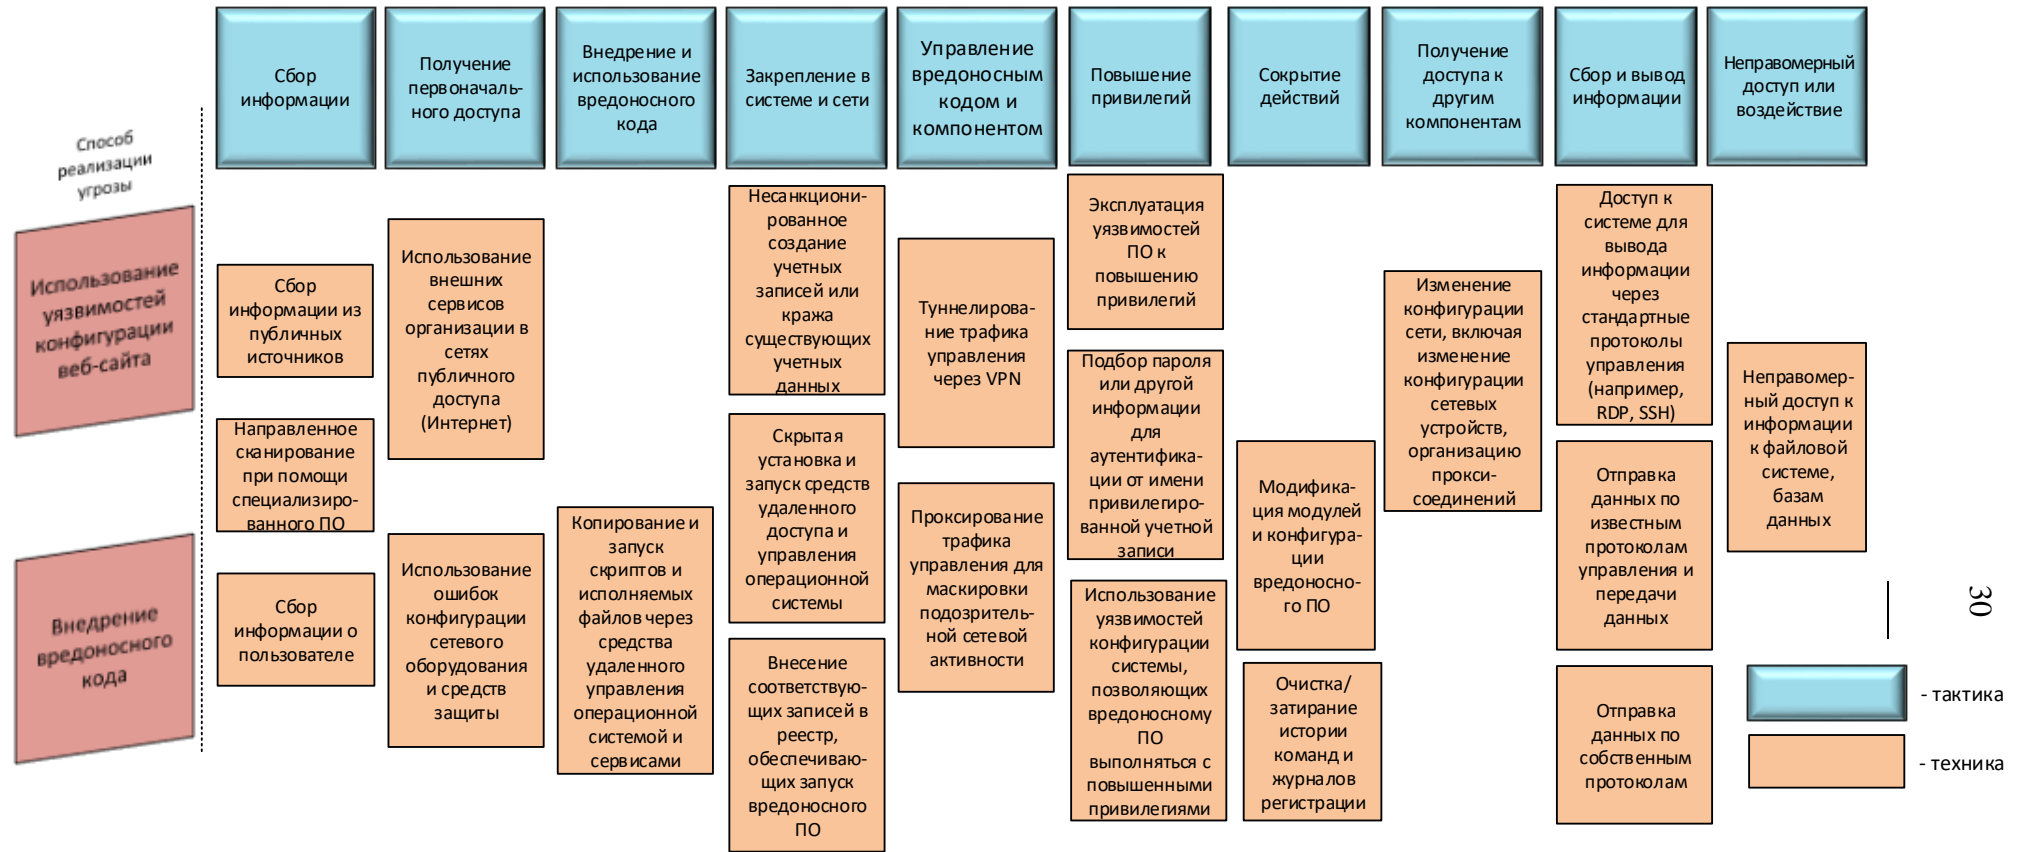 Сбор
информации
Получение
первоначаль-
ного доступа
Внедрение и
использование
вредоносного
кода
Закрепление в
системе и сети
Управление
вредоносным
кодом и
компонентом
Повышение
привилегий
Сокрытие
действий
Получение
доступа к
другим
компонентам
Сбор и вывод
информации
Неправомерный
доступ или
воздействие
Способ
реализации
угрозы
Использование
уязвимостей
конфигурации
веб-сайта
Внедрение
вредоносного
кода
Сбор
информации из
публичных
источников
Направленное
сканирование
при помощи
специализиро-
ванного ПО
Сбор
информации о
пользователе
Использование
внешних
сервисов
организации в
сетях
публичного
доступа
(Интернет)
Использование
ошибок
конфигурации
сетевого
оборудования
и средств
защиты
Копирование и
запуск
скриптов и
исполняемых
файлов через
средства
удаленного
управления
операционной
системой и
сервисами
Несанкциони-
рованное
создание
учетных
записей или
кража
существующих
учетных
данных
Скрытая
установка и
запуск средств
удаленного
доступа и
управления
операционной
системы
Внесение
соответствую-
щих записей в
реестр,
обеспечиваю-
щих запуск
вредоносного
ПО
Туннелирова-
ние трафика
управления
через VPN
Проксирование
трафика
управления для
маскировки
подозритель-
ной сетевой
активности
Эксплуатация
уязвимостей
ПО к
повышению
привилегий
Подбор пароля
или другой
информации
для
аутентифика-
ции от имени
привилегиро-
ванной учетной
записи
Использование
уязвимостей
конфигурации
системы,
позволяющих
вредоносному
ПО
выполняться с
повышенными
привилегиями
Модифика-
ция модулей
и конфигура-
ции
вредоносно-
го ПО
Очистка/
затирание
истории
команд и
журналов
регистрации
Изменение
конфигурации
сети, включая
изменение
конфигурации
сетевых
устройств,
организацию
прокси-
соединений
Доступ к
системе для
вывода
информации
через
стандартные
протоколы
управления
(например,
RDP, SSH)
Отправка
данных по
известным
протоколам
управления и
передачи
данных
Отправка
данных по
собственным
протоколам
Неправомер-
ный доступ к
информации
к файловой
системе,
базам
данных
- тактика
- техника
30